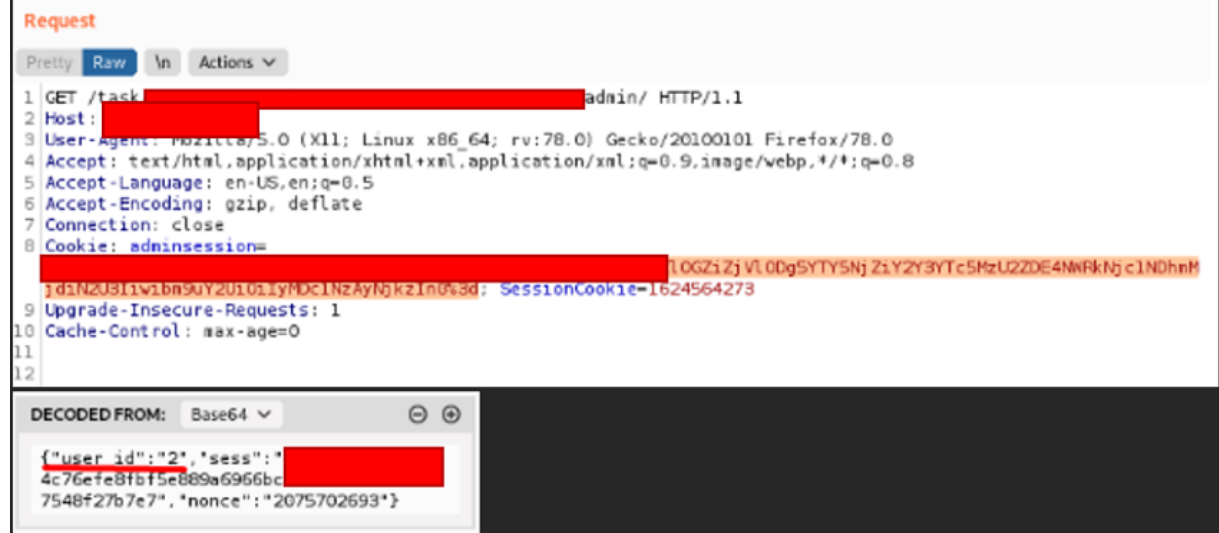 Request
Pretty Raw \n Actions
1 GET /task admin/ HTTP/1.1
2 Host:
3 User-Agent: Mozilla/5.0 (X11; Linux x86_64; rv:78.0) Gecko/20100101 Firefox/78.0
4 Accept: text/html,application/xhtml+xml,application/xml;q=0.9,image/webp,*/*;q=0.8
5 Accept-Language: en-US,en;q=0.5
6 Accept-Encoding: gzip, deflate
7 Connection: close
8 Cookie: adminsession=
lOGZiZjVlODg5YTY5NjZiY2Y3YTc5MzU2ZDE4NWRkNjc1NDhmM
jdiN2U3Iiwibm9uY2UiOiIyMDc1NzAyNjkzIn0%3d; SessionCookie=1624564273
9 Upgrade-Insecure-Requests: 1
10 Cache-Control: max-age=0
11
12
DECODED FROM: Base64
{"user_id":"2","sess":"
4c76efe8fbf5e889a6966bc
7548f27b7e7","nonce":"2075702693"}